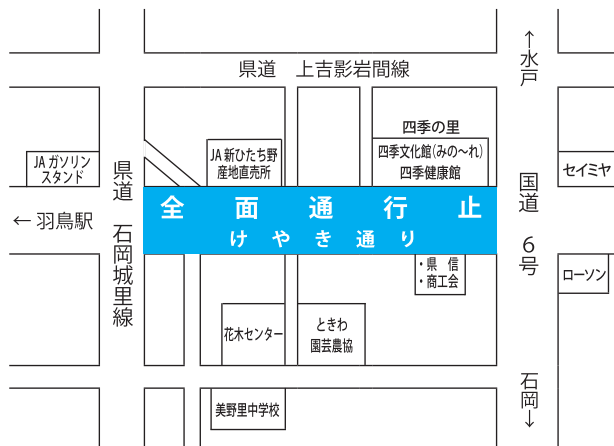 ↑水戸
県道 上吉影岩間線
四季の里
四季文化館(みの～れ)
四季健康館
JA新ひたち野
産地直売所
JAガソリン
スタンド
セイミヤ
県道 石岡城里線
国道 6号
←羽鳥駅
全面通行止
けやき通り
・県信
・商工会
ローソン
花木センター
ときわ
園芸農協
石岡↓
美野里中学校